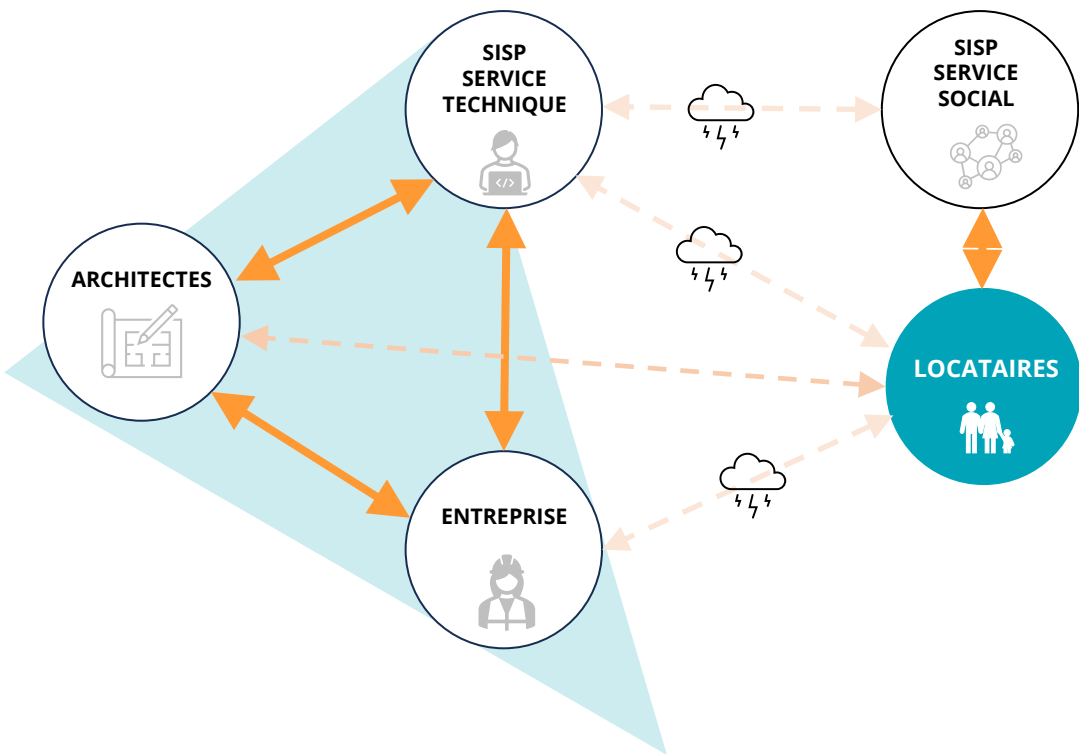 SISP
SERVICE
TECHNIQUE
</>
SISP
SERVICE
SOCIAL
ARCHITECTES
LOCATAIRES
ENTREPRISE